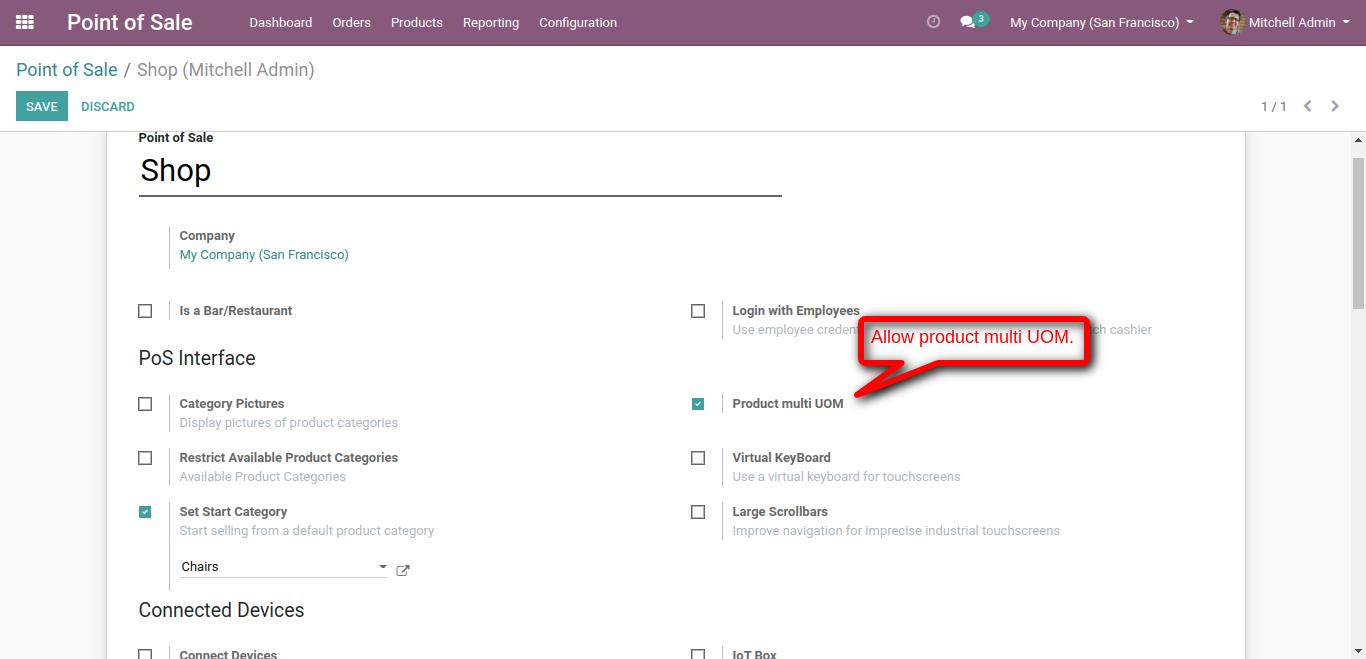 Point of Sale Dashboard Orders Products Reporting Configuration 3 My Company (San Francisco) Mitchell Admin
Point of Sale / Shop (Mitchell Admin)
SAVE DISCARD 1 / 1
Point of Sale
Shop
Company
My Company (San Francisco)
Is a Bar/Restaurant
Login with Employees
Use employee ch cashier
Allow product multi UOM.
PoS Interface
Category Pictures
Display pictures of product categories
Product multi UOM
Restrict Available Product Categories
Available Product Categories
Virtual KeyBoard
Use a virtual keyboard for touchscreens
Set Start Category
Start selling from a default product category
Large Scrollbars
Improve navigation for imprecise industrial touchscreens
Chairs
Connected Devices
Connect Devices
IoT Box